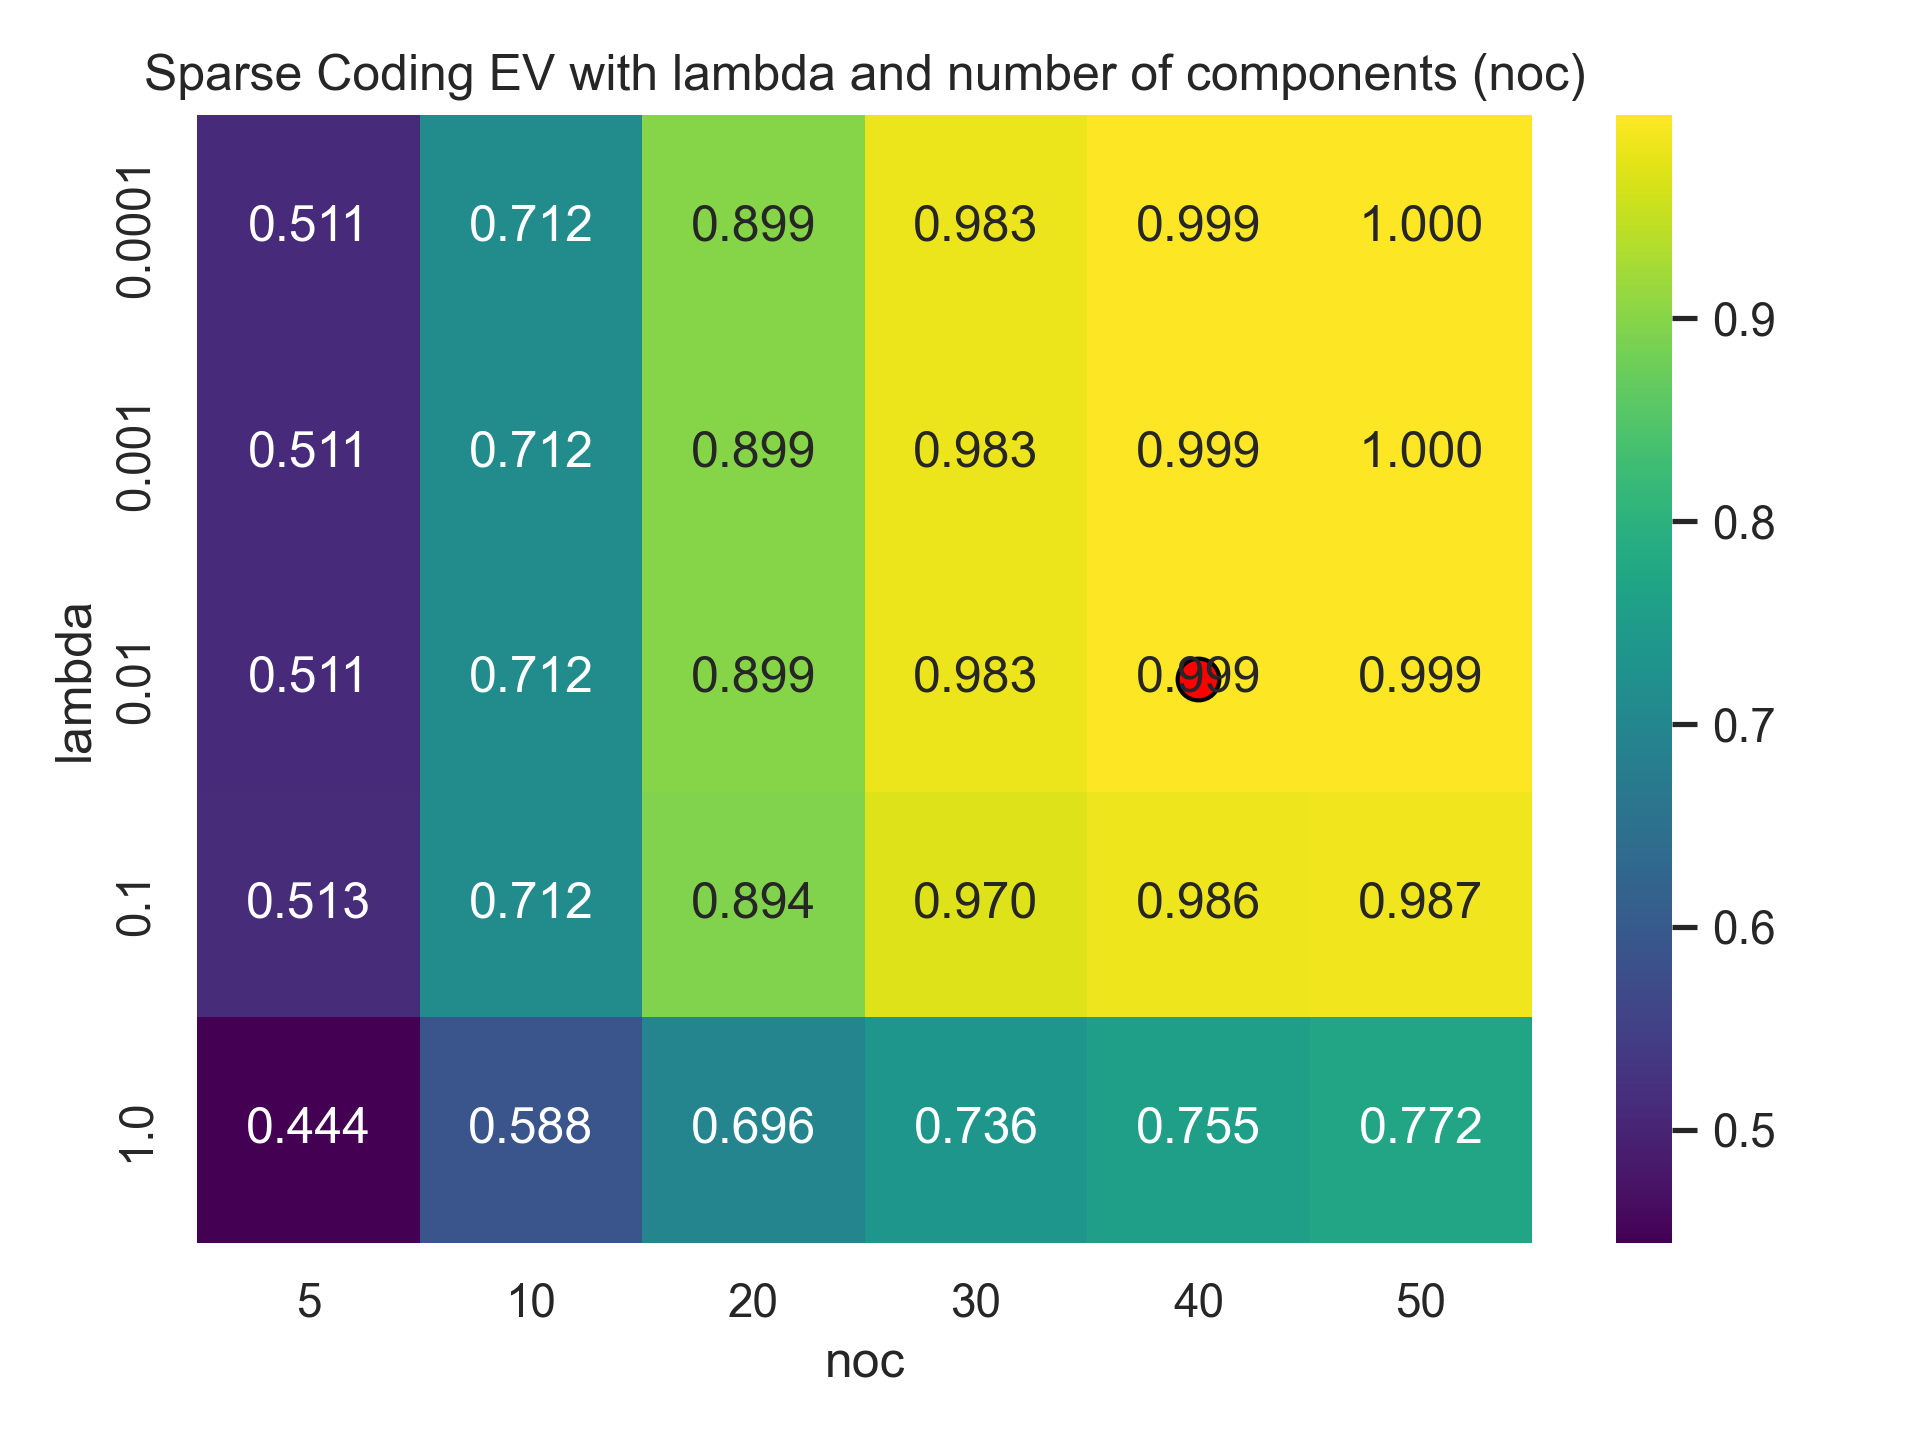 Sparse Coding EV with lambda and number of components (noc)
lambda
0.0001 0.511 0.712 0.899 0.983 0.999 1.000
0.001 0.511 0.712 0.899 0.983 0.999 1.000
0.01 0.511 0.712 0.899 0.983 0.999 0.999
0.1 0.513 0.712 0.894 0.970 0.986 0.987
1.0 0.444 0.588 0.696 0.736 0.755 0.772
5 10 20 30 40 50
noc
0.9
0.8
0.7
0.6
0.5